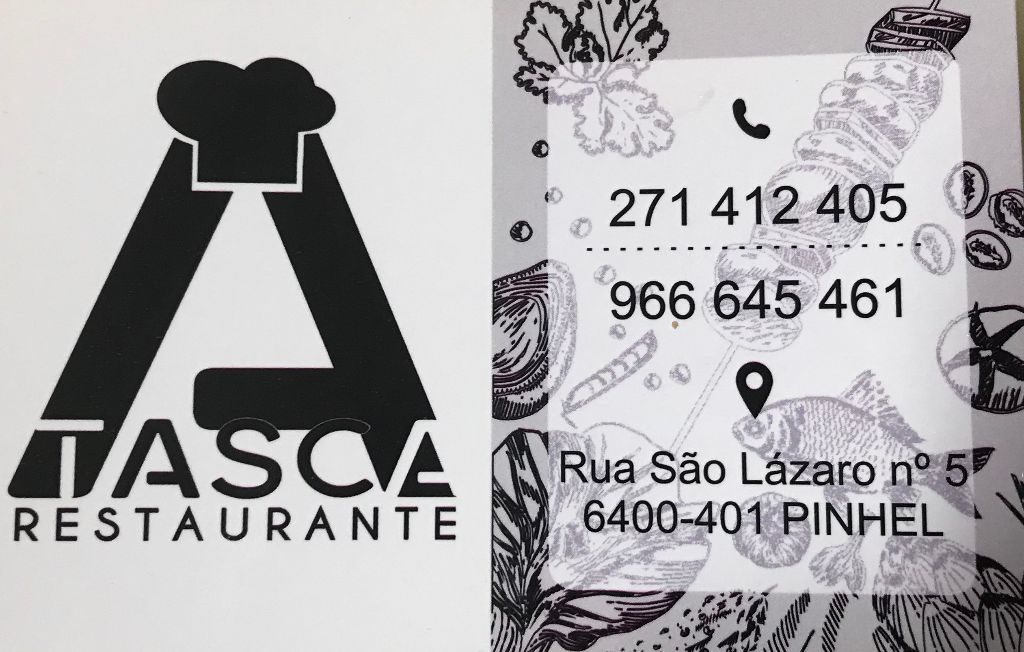 A
TASCA
RESTAURANTE
271 412 405
966 645 461
Rua São Lázaro nº 5
6400-401 PINHEL